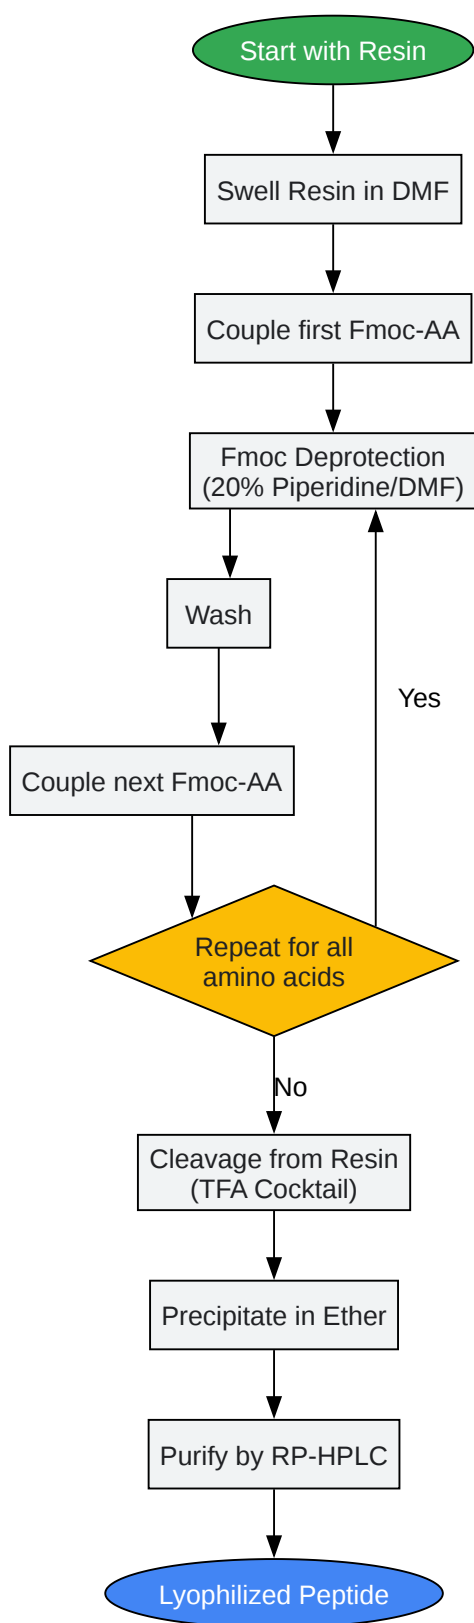 Start with Resin
Swell Resin in DMF
Couple first Fmoc-AA
Fmoc Deprotection
(20% Piperidine/DMF)
Wash
Yes
Couple next Fmoc-AA
Repeat for all
amino acids
No
Cleavage from Resin
(TFA Cocktail)
Precipitate in Ether
Purify by RP-HPLC
Lyophilized Peptide